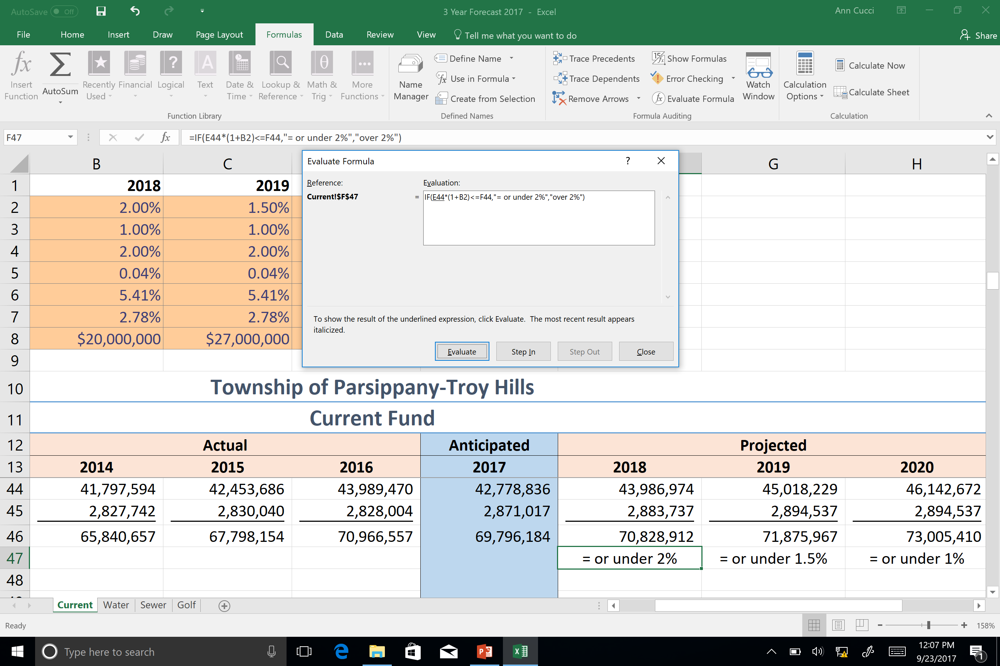 AutoSave Off
3 Year Forecast 2017 - Excel
Ann Cucci
File Home Insert Draw Page Layout Formulas Data Review View Tell me what you want to do Share
fx Σ ? A θ
Insert Function
AutoSum
Recently Used
Financial
Logical
Text
Date & Time
Lookup & Reference
Math & Trig
More Functions
Function Library
Name Manager
Define Name
Use in Formula
Create from Selection
Defined Names
Trace Precedents
Trace Dependents
Remove Arrows
Show Formulas
Error Checking
Evaluate Formula
Formula Auditing
Watch Window
Calculation Options
Calculate Now
Calculate Sheet
Calculation
F47 fx =IF(E44*(1+B2)<=F44,"= or under 2%","over 2%")
B C G H
1 2018 2019
2 2.00% 1.50%
3 1.00% 1.00%
4 2.00% 2.00%
5 0.04% 0.04%
6 5.41% 5.41%
7 2.78% 2.78%
8 $20,000,000 $27,000,000
9
Evaluate Formula ?
Reference: Evaluation:
Current!$F$47 = IF(E44*(1+B2)<=F44,"= or under 2%","over 2%")
To show the result of the underlined expression, click Evaluate. The most recent result appears
italicized.
Evaluate Step In Step Out Close
10 Township of Parsippany-Troy Hills
11 Current Fund
12 Actual Anticipated Projected
13 2014 2015 2016 2017 2018 2019 2020
44 41,797,594 42,453,686 43,989,470 42,778,836 43,986,974 45,018,229 46,142,672
45 2,827,742 2,830,040 2,828,004 2,871,017 2,883,737 2,894,537 2,894,537
46 65,840,657 67,798,154 70,966,557 69,796,184 70,828,912 71,875,967 73,005,410
47 = or under 2% = or under 1.5% = or under 1%
48
Current Water Sewer Golf
Ready
158%
Type here to search
12:07 PM
9/23/2017
1